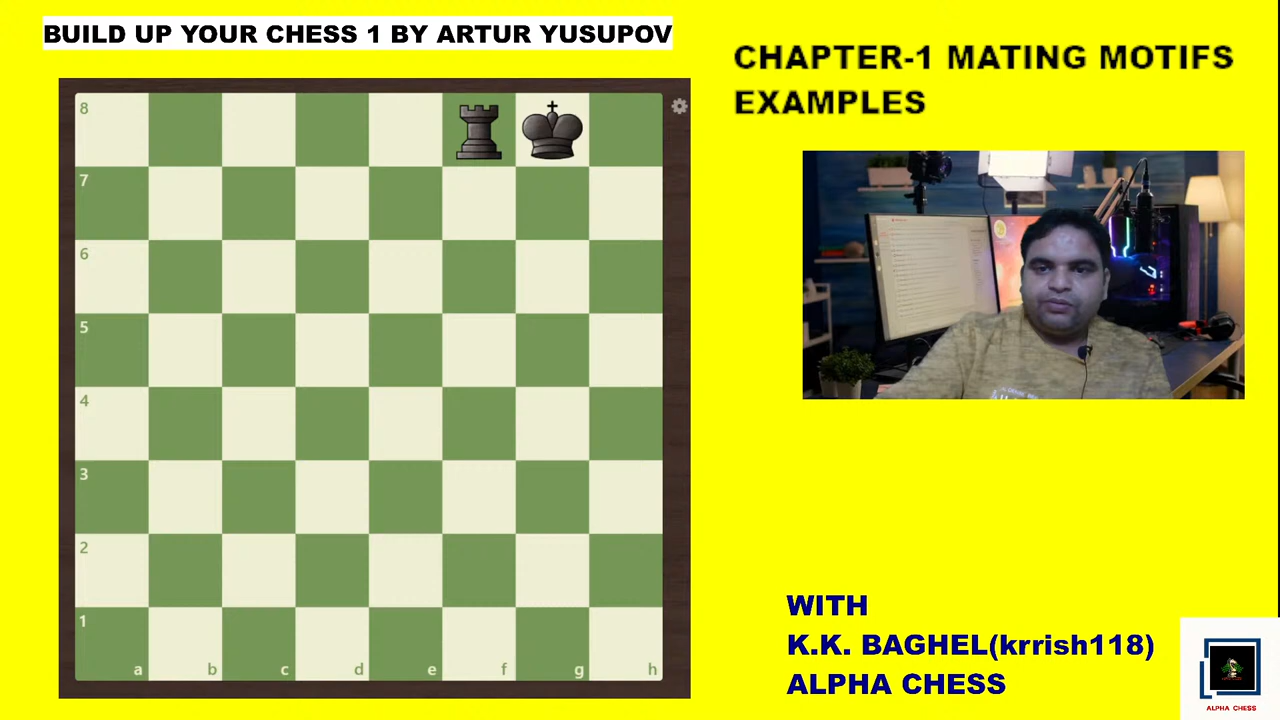 BUILD UP YOUR CHESS 1 BY ARTUR YUSUPOV
CHAPTER-1 MATING MOTIFS
EXAMPLES
8
7
6
5
4
3
2
1
a b c d e f g h
WITH
K.K. BAGHEL(krrish118)
ALPHA CHESS
ALPHA CHESS